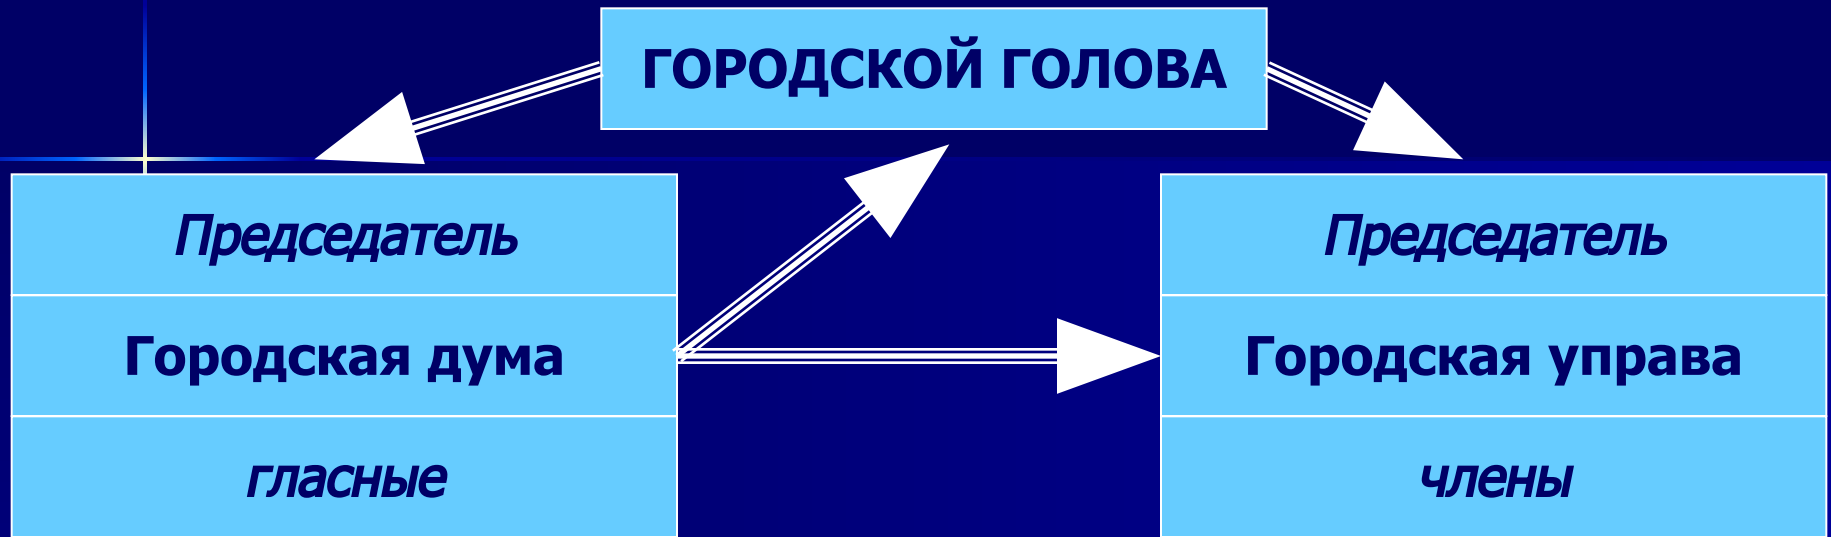 ГОРОДСКОЙ ГОЛОВА
Председатель
Городская дума
гласные
Председатель
Городская управа
члены